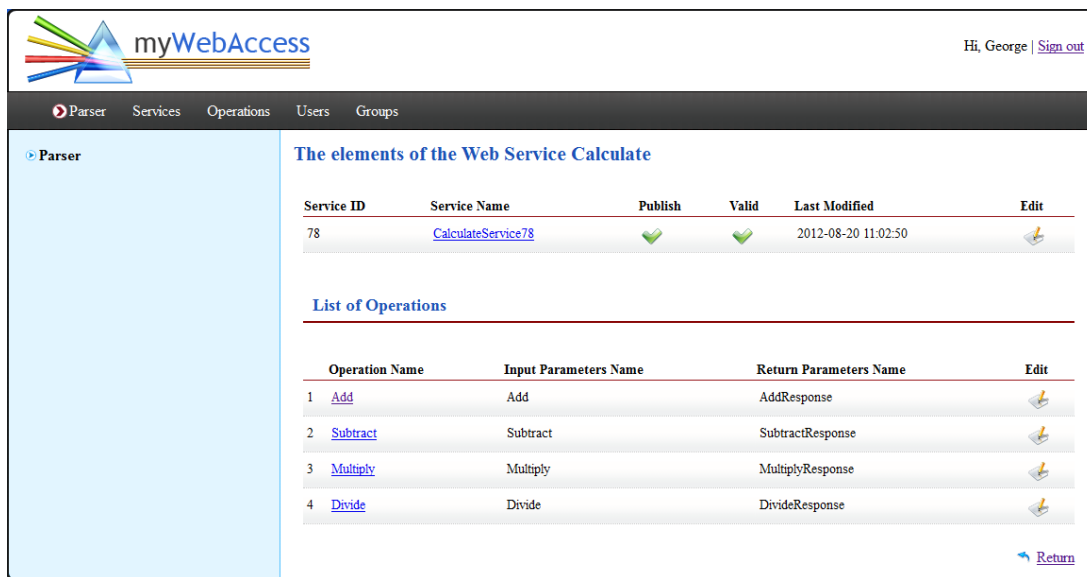 myWebAccess
Hi, George | Sign out
Parser Services Operations Users Groups
Parser
The elements of the Web Service Calculate
Service ID Service Name Publish Valid Last Modified Edit
78 CalculateService78 2012-08-20 11:02:50
List of Operations
Operation Name Input Parameters Name Return Parameters Name Edit
1 Add Add AddResponse
2 Subtract Subtract SubtractResponse
3 Multiply Multiply MultiplyResponse
4 Divide Divide DivideResponse
Return